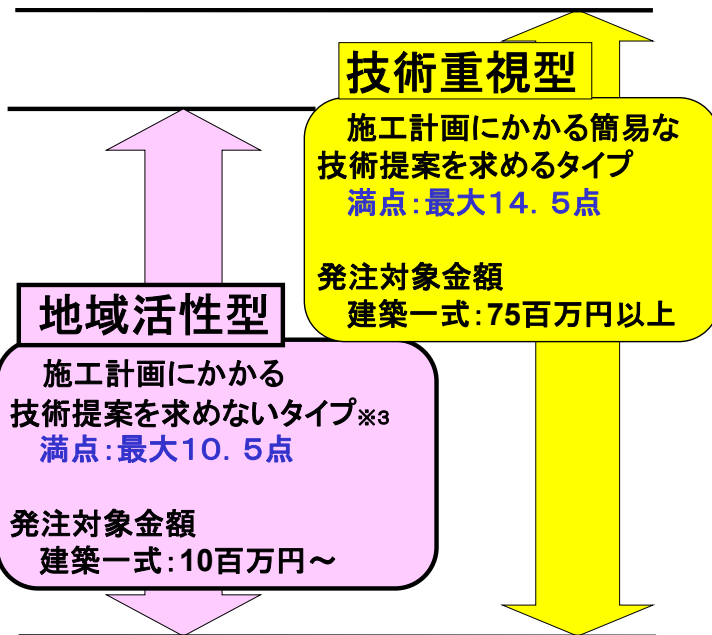 技術重視型
施工計画にかかる簡易な
技術提案を求めるタイプ
満点:最大14.5点
発注対象金額
建築一式:75百万円以上
地域活性型
施工計画にかかる
技術提案を求めないタイプ※3
満点:最大10.5点
発注対象金額
建築一式:10百万円～